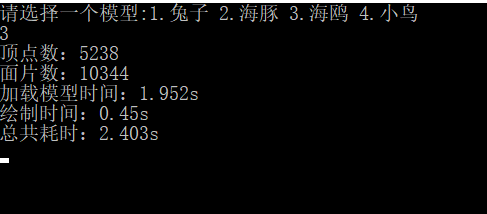 请选择一个模型:1.兔子 2.海豚 3.海鸥 4.小鸟
3
顶点数：5238
面片数：10344
加载模型时间：1.952s
绘制时间：0.45s
总共耗时：2.403s